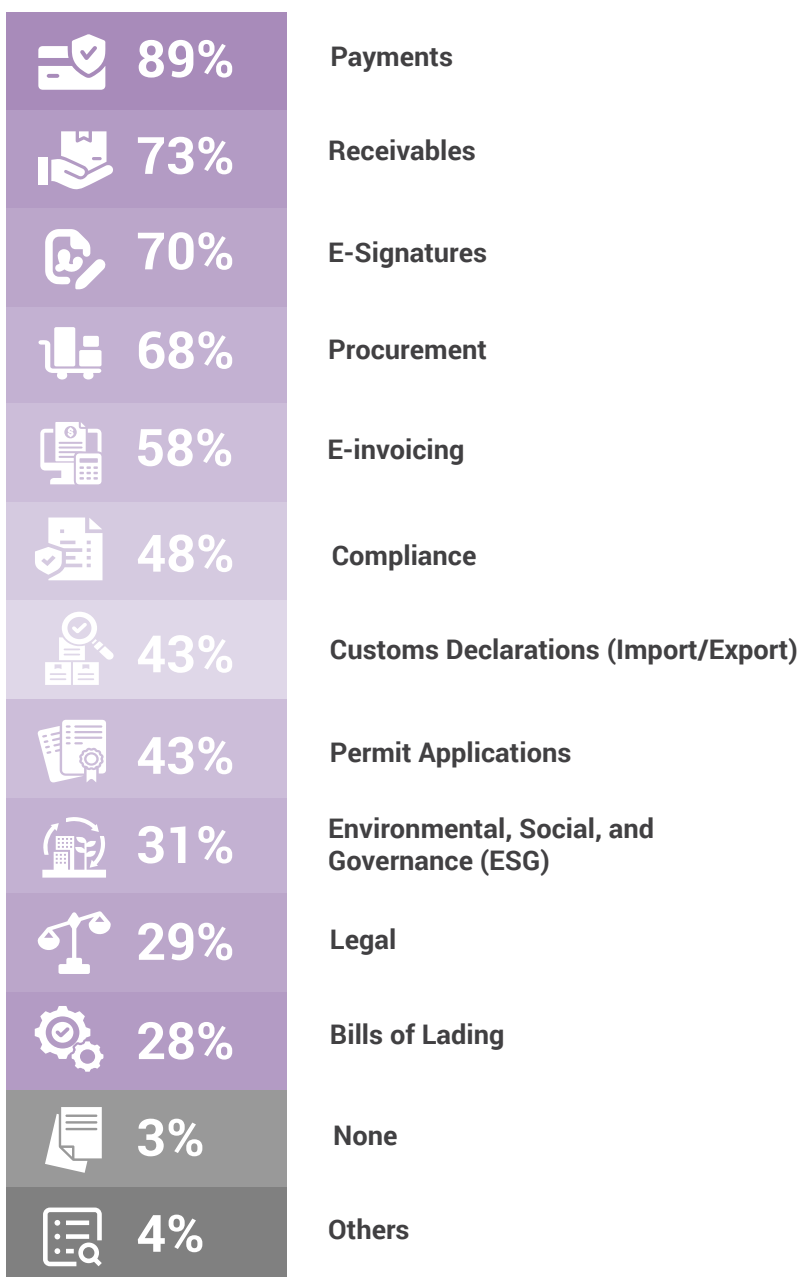 89%
Payments
73%
Receivables
70%
E-Signatures
68%
Procurement
58%
E-invoicing
48%
Compliance
43%
Customs Declarations (Import/Export)
43%
Permit Applications
31%
Environmental, Social, and
Governance (ESG)
29%
Legal
28%
Bills of Lading
3%
None
4%
Others